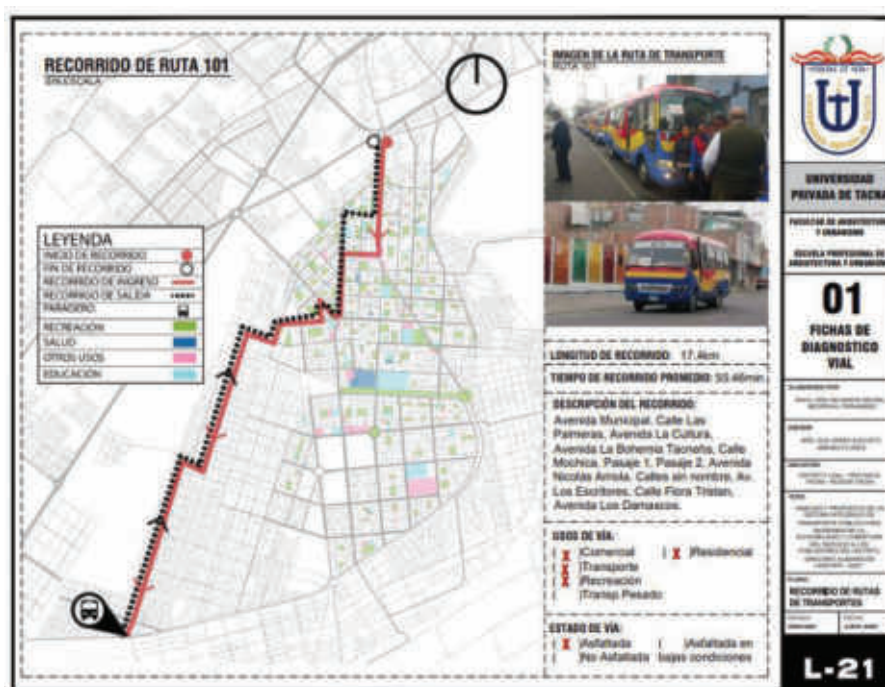 RECORRIDO DE RUTA 101
LEYENDA
INICIO DE RECORRIDO
FIN DE RECORRIDO
RECORRIDO DE INGRESO
RECORRIDO DE SALIDA
PARADERO
RECREACIÓN
SALUD
OTROS USOS
EDUCACIÓN
IMAGEN DE LA RUTA DE TRANSPORTE
RUTA 101
LONGITUD DE RECORRIDO: 17.4km
TIEMPO DE RECORRIDO PROMEDIO:
DESCRIPCIÓN DEL RECORRIDO:
Avenida Municipal, Calle Las
Palmeras, Avenida La Cultura,
Avenida La Bohemia Tacneña, Calle
Mochica, Pasaje 1, Pasaje 2, Avenida
Nicolás Arriola, Calles sin nombre, Av.
Los Escritores, Calle Flora Tristan,
Avenida Los Damascos.
USOS DE VÍA:
( X )Comercial ( X )Residencial
( X )Transporte
( X )Recreación
( )Transp.Pesado
ESTADO DE VÍA:
( X )Asfaltada ( )Asfaltada en
( )No Asfaltada bajas condiciones
UNIVERSIDAD
PRIVADA DE TACNA
FACULTAD DE ARQUITECTURA
Y URBANISMO
ESCUELA PROFESIONAL DE
ARQUITECTURA Y URBANISMO
01
FICHAS DE
DIAGNOSTICO
VIAL
RECORRIDO DE RUTAS
DE TRANSPORTES
L-21